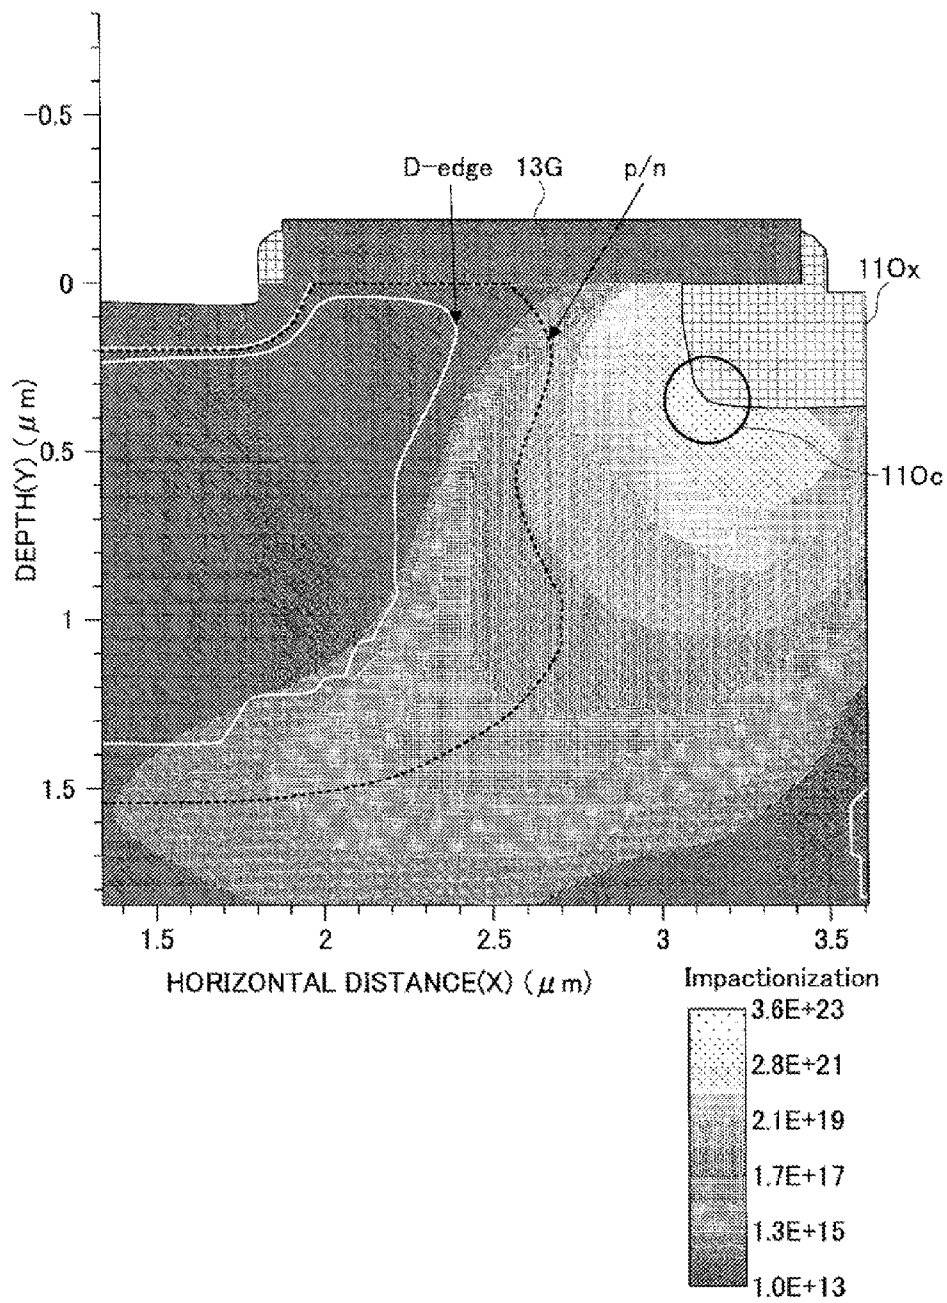 -0.5
D-edge 13G p/n
11Ox
0
0.5
11Oc
1
1.5
DEPTH(Y) (μm)
1.5 2 2.5 3 3.5
HORIZONTAL DISTANCE(X) (μm)
Impactionization
3.6E+23
2.8E+21
2.1E+19
1.7E+17
1.3E+15
1.0E+13